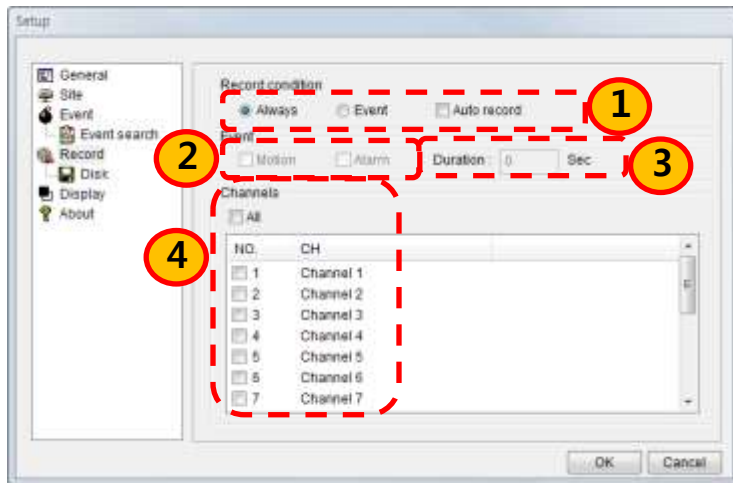 Setup
General
Site
Event
Event search
Record
Disk
Display
About
Record condition
Always Event Auto record
1
Event
2
Motion Alarm Duration : 0 Sec
3
Channels
All
4
NO. CH
1 Channel 1
2 Channel 2
3 Channel 3
4 Channel 4
5 Channel 5
6 Channel 6
7 Channel 7
OK Cancel